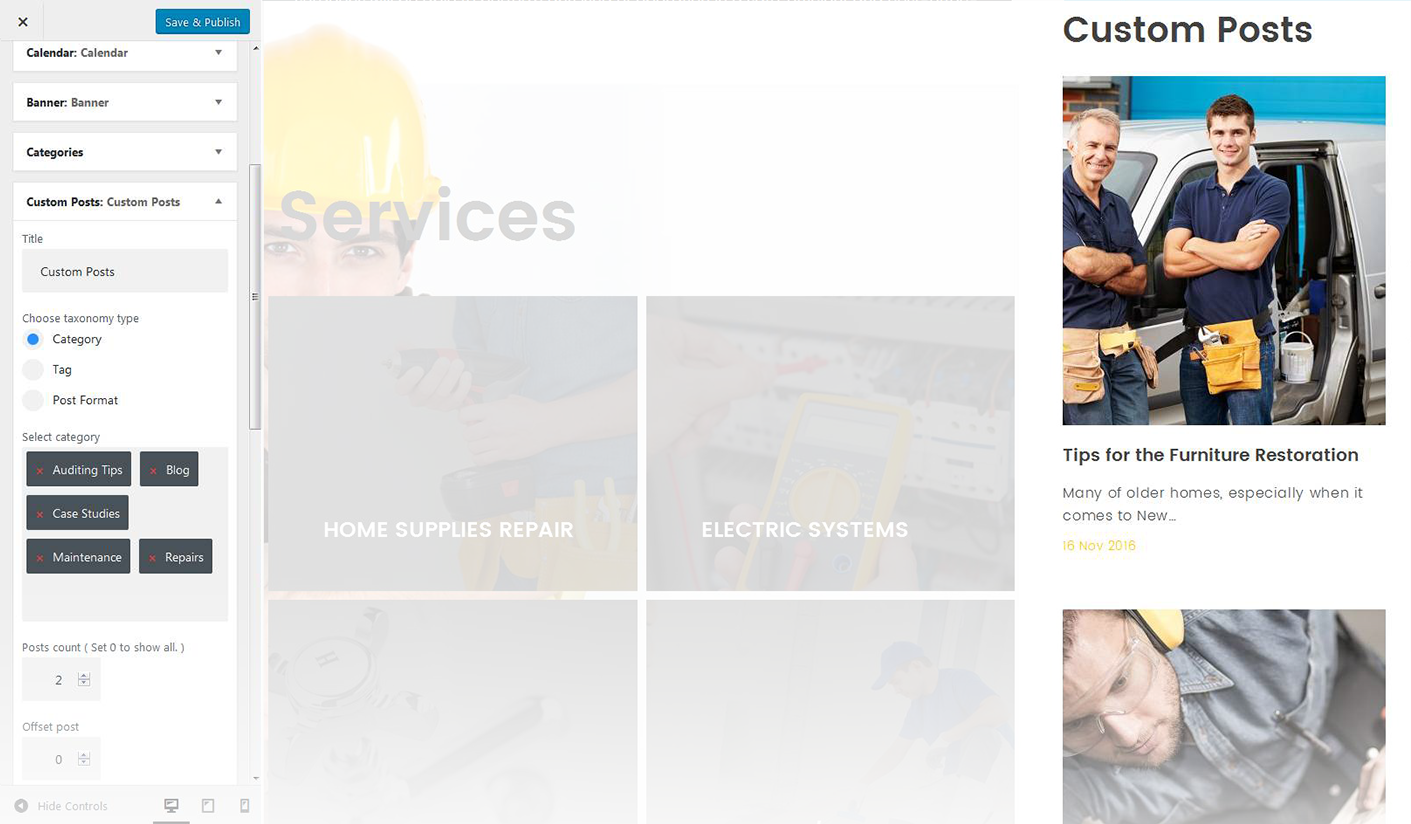 Save & Publish
Calendar: Calendar
Banner: Banner
Categories
Custom Posts: Custom Posts
Title
Custom Posts
Choose taxonomy type
Category
Tag
Post Format
Select category
× Auditing Tips × Blog
× Case Studies
× Maintenance × Repairs
Posts count ( Set 0 to show all. )
2
Offset post
0
Hide Controls
Services
HOME SUPPLIES REPAIR
ELECTRIC SYSTEMS
Custom Posts
Tips for the Furniture Restoration
Many of older homes, especially when it
comes to New...
16 Nov 2016